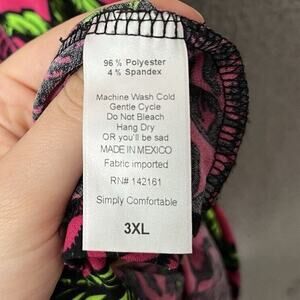 96% Polyester
4% Spandex
Machine Wash Cold
Gentle Cycle
Do Not Bleach
Hang Dry
OR you'll be sad
MADE IN MEXICO
Fabric imported
RN# 142161
Simply Comfortable
3XL